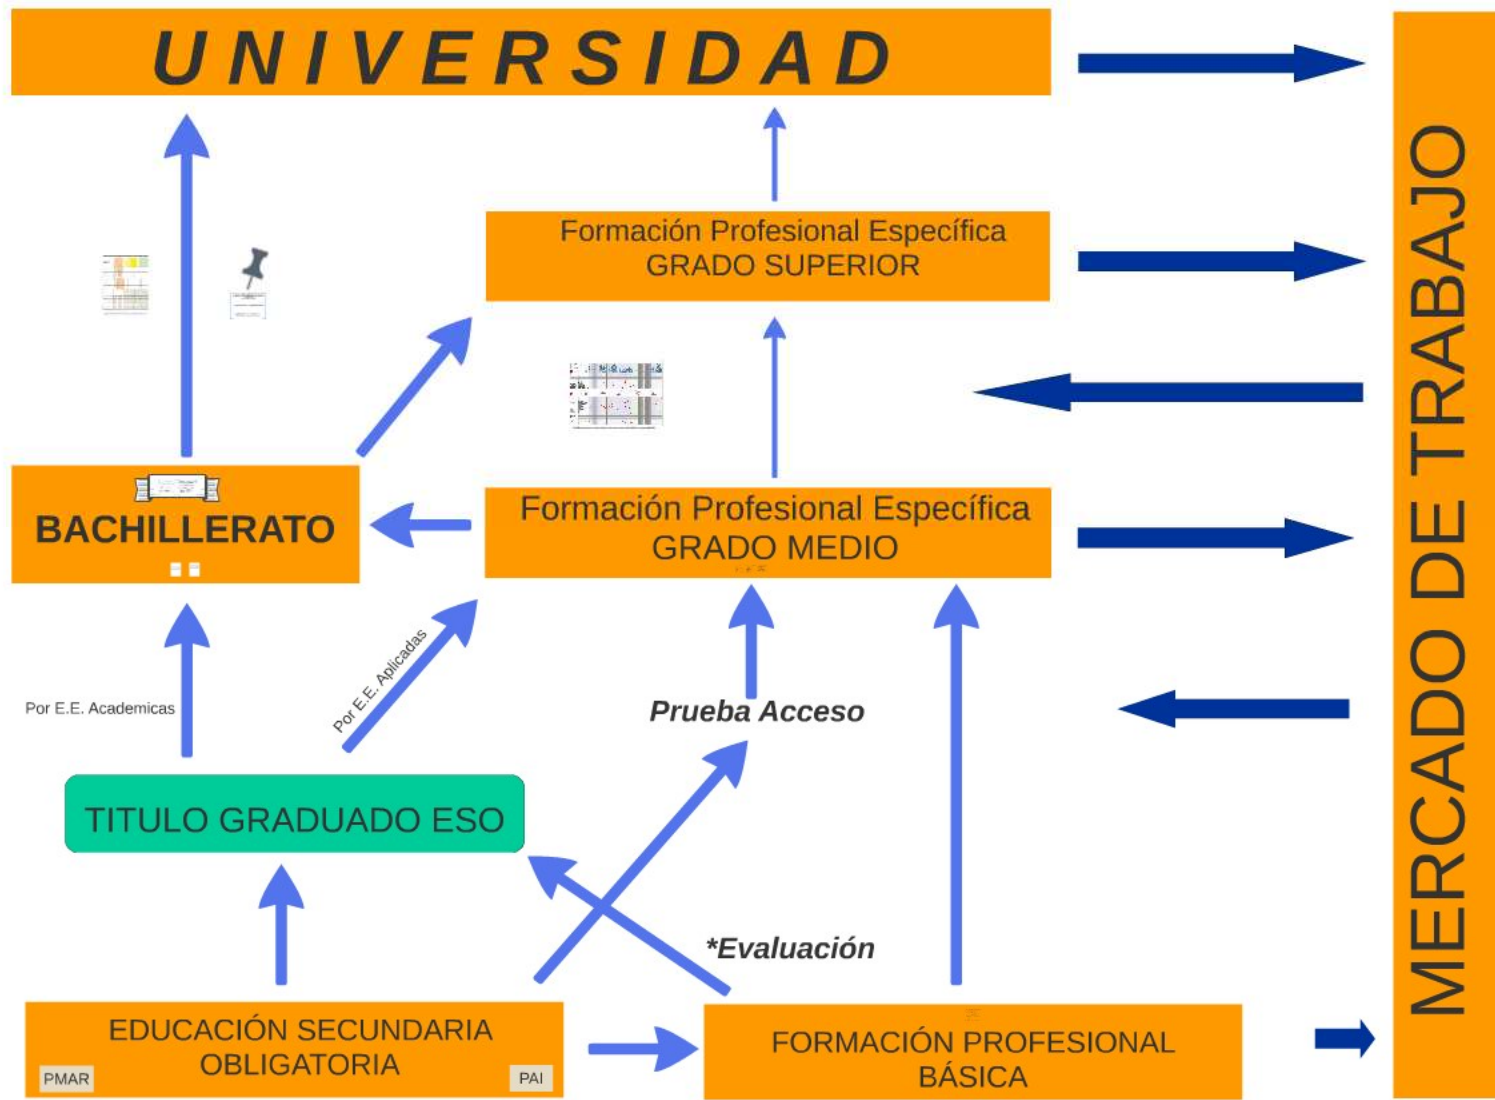 UNIVERSIDAD
Formación Profesional Específica
GRADO SUPERIOR
BACHILLERATO
Formación Profesional Específica
GRADO MEDIO
Por E.E. Academicas
Por E.E. Aplicadas
Prueba Acceso
TITULO GRADUADO ESO
*Evaluación
EDUCACIÓN SECUNDARIA
OBLIGATORIA
PMAR
PAI
FORMACIÓN PROFESIONAL
BÁSICA
MERCADO DE TRABAJO